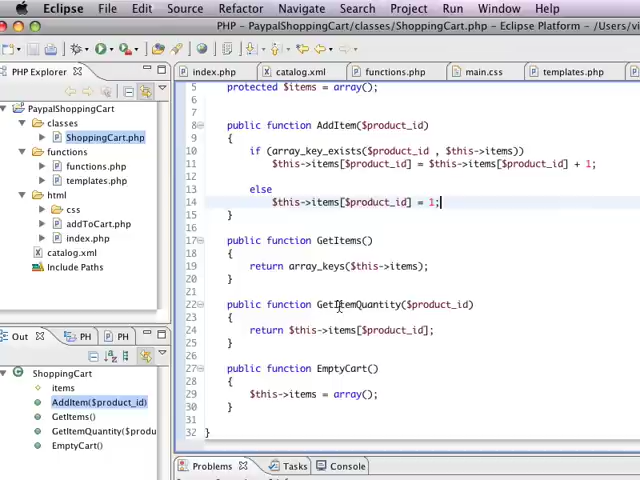 Eclipse File Edit Source Refactor Navigate Search Project Run Window Help
PHP - PaypalShoppingCart/classes/ShoppingCart.php - Eclipse Platform - /Users/vi
PHP Explorer
PaypalShoppingCart
classes
ShoppingCart.php
functions
functions.php
templates.php
html
css
addToCart.php
index.php
catalog.xml
Include Paths
Out PH PH
ShoppingCart
items
AddItem($product_id)
GetItems()
GetItemQuantity($produ
EmptyCart()
index.php catalog.xml functions.php main.css templates.php
5 protected $items = array();
6
7
8 public function AddItem($product_id)
9 {
10 if (array_key_exists($product_id , $this->items))
11 $this->items[$product_id] = $this->items[$product_id] + 1;
12
13 else
14 $this->items[$product_id] = 1;
15 }
16
17 public function GetItems()
18 {
19 return array_keys($this->items);
20 }
21
22 public function GetItemQuantity($product_id)
23 {
24 return $this->items[$product_id];
25 }
26
27 public function EmptyCart()
28 {
29 $this->items = array();
30 }
31
32 }
Problems Tasks Console